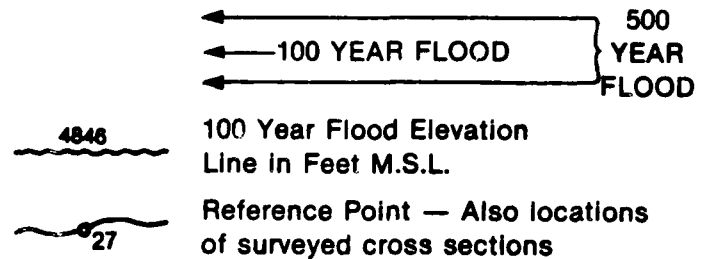 500
100 YEAR FLOOD YEAR
FLOOD
4846
100 Year Flood Elevation
Line in Feet M.S.L.
27
Reference Point — Also locations
of surveyed cross sections